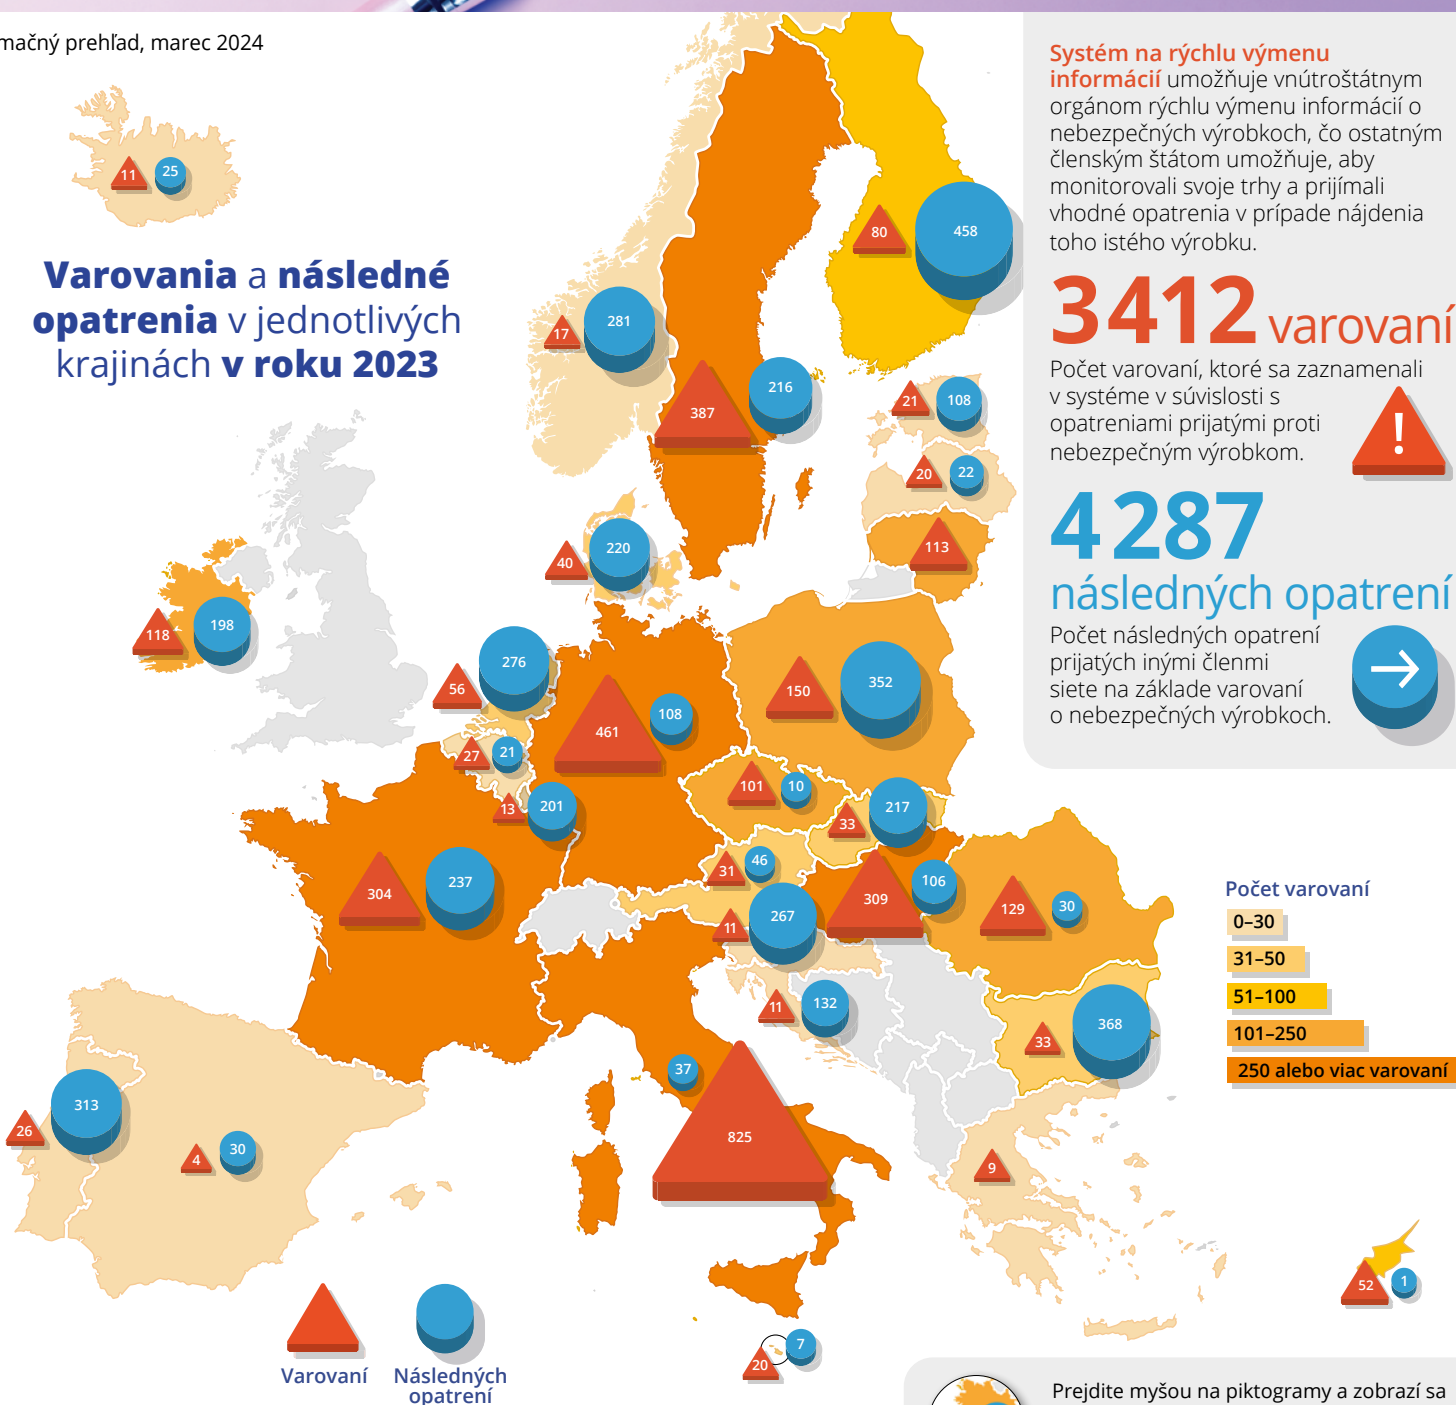 mačný prehľad, marec 2024
Varovania a následné
opatrenia v jednotlivých
krajinách v roku 2023
Systém na rýchlu výmenu
informácií umožňuje vnútroštátnym
orgánom rýchlu výmenu informácií o
nebezpečných výrobkoch, čo ostatným
členským štátom umožňuje, aby
monitorovali svoje trhy a prijímali
vhodné opatrenia v prípade nájdenia
toho istého výrobku.
3 412 varovaní
Počet varovaní, ktoré sa zaznamenali
v systéme v súvislosti s
opatreniami prijatými proti
nebezpečným výrobkom.
!
4 287
následných opatrení
Počet následných opatrení
prijatých inými členmi
siete na základe varovaní
o nebezpečných výrobkoch.
11 25
80 458
17 281
387 216
21 108
20 22
113
40 220
118 198
56 276
461 108
150 352
27 21
13 201
101 10
33 217
31 46
304 237
309 106
129 30
11 267
11 132
33 368
37
825
26 313
4 30
9
52 1
20 7
Počet varovaní
0–30
31–50
51–100
101–250
250 alebo viac varovaní
Varovaní
Následných
opatrení
Prejdite myšou na piktogramy a zobrazí sa